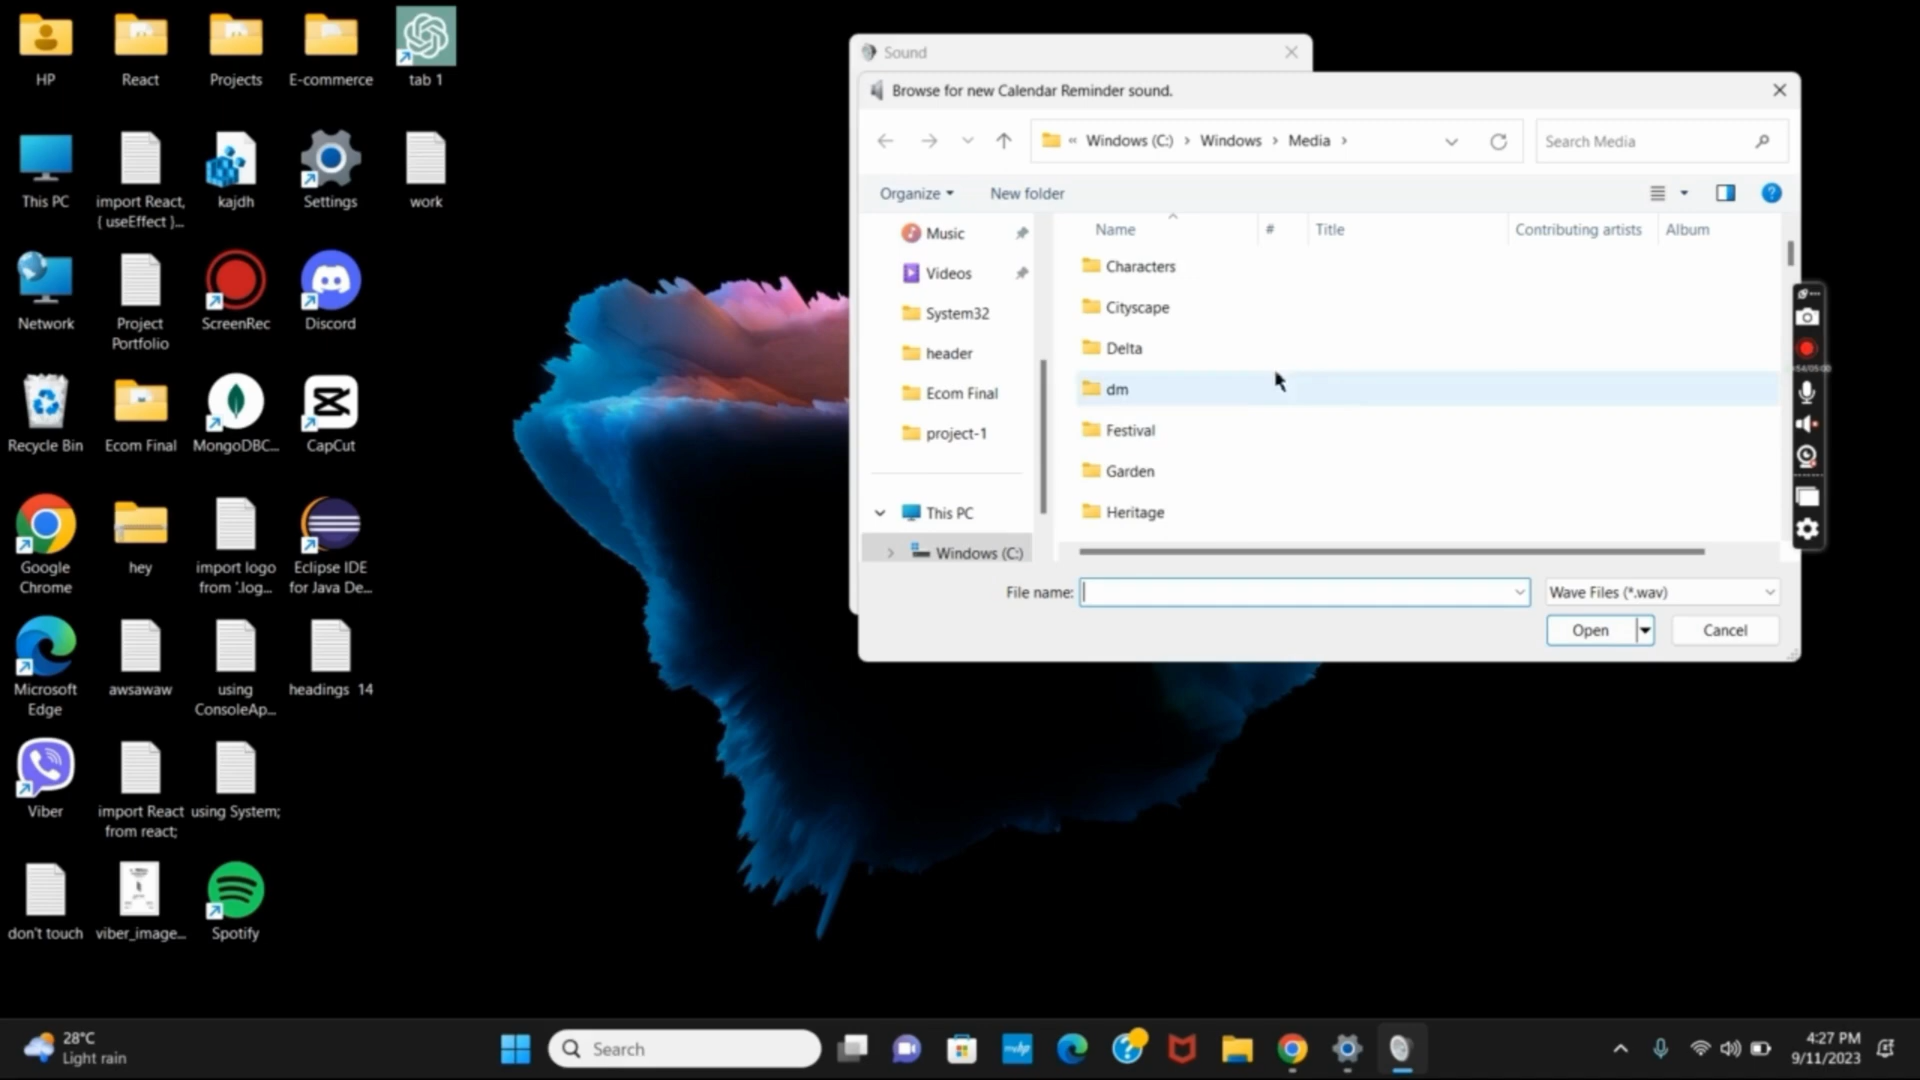 HP
React
Projects
E-commerce
tab 1
This PC
import React,
{ useEffect }...
kajdh
Settings
work
Network
Project
Portfolio
ScreenRec
Discord
Recycle Bin
Ecom Final
MongoDBC...
CapCut
Google
Chrome
hey
import logo
from '.log...
Eclipse IDE
for Java De...
Microsoft
Edge
awsawaw
using
ConsoleAp...
headings 14
Viber
import React
from react;
using System;
don't touch
viber_image...
Spotify
Sound
Browse for new Calendar Reminder sound.
« Windows (C:) › Windows › Media ›
Search Media
Organize
New folder
Music
Videos
System32
header
Ecom Final
project-1
This PC
Windows (C:)
Name
#
Title
Contributing artists
Album
Characters
Cityscape
Delta
dm
Festival
Garden
Heritage
File name:
Wave Files (*.wav)
Open
Cancel
28°C
Light rain
Search
myhp
4:27 PM
9/11/2023